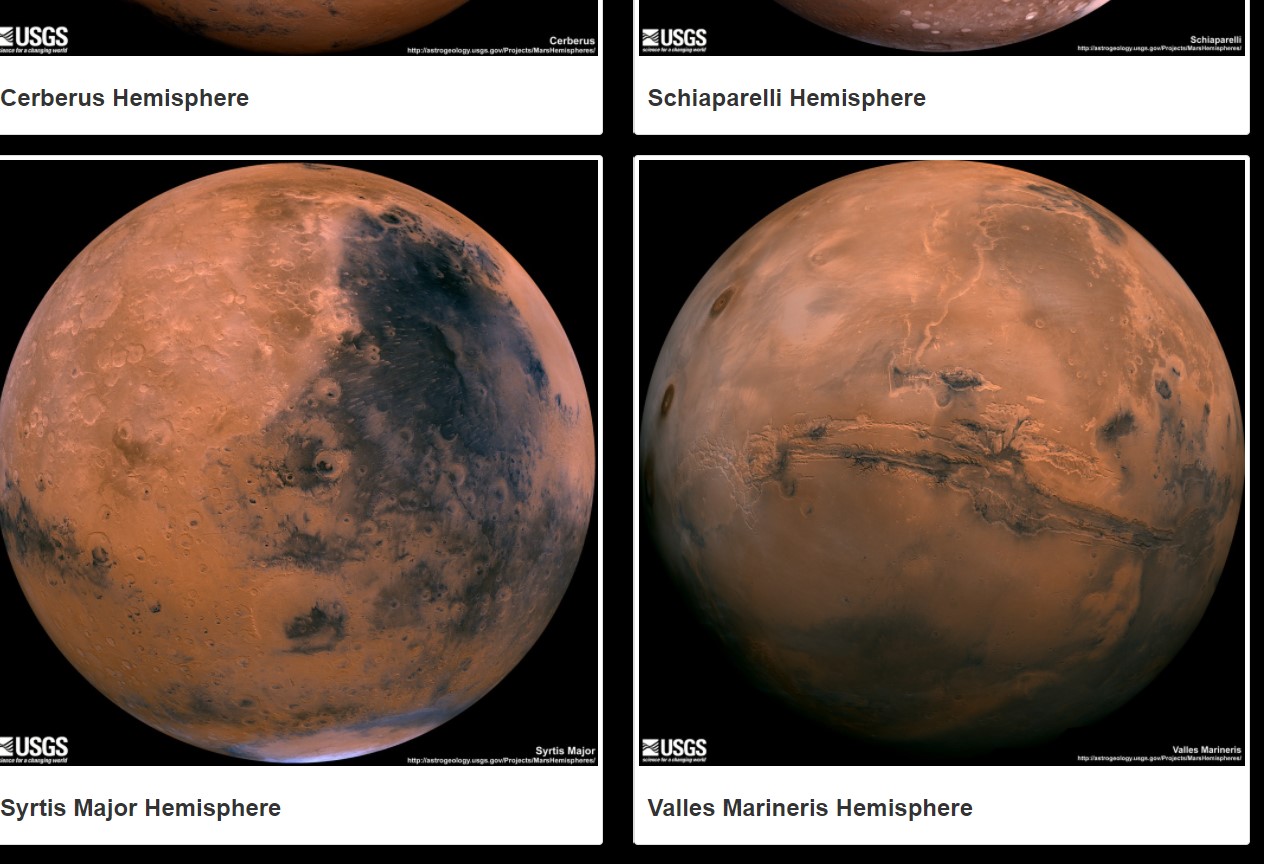 USGS
science for a changing world
Cerberus
http://astrogeology.usgs.gov/Projects/MarsHemispheres/
USGS
science for a changing world
Schiaparelli
http://astrogeology.usgs.gov/Projects/MarsHemispheres/
Cerberus Hemisphere
Schiaparelli Hemisphere
USGS
science for a changing world
Syrtis Major
http://astrogeology.usgs.gov/Projects/MarsHemispheres/
USGS
science for a changing world
Valles Marineris
http://astrogeology.usgs.gov/Projects/MarsHemispheres/
Syrtis Major Hemisphere
Valles Marineris Hemisphere